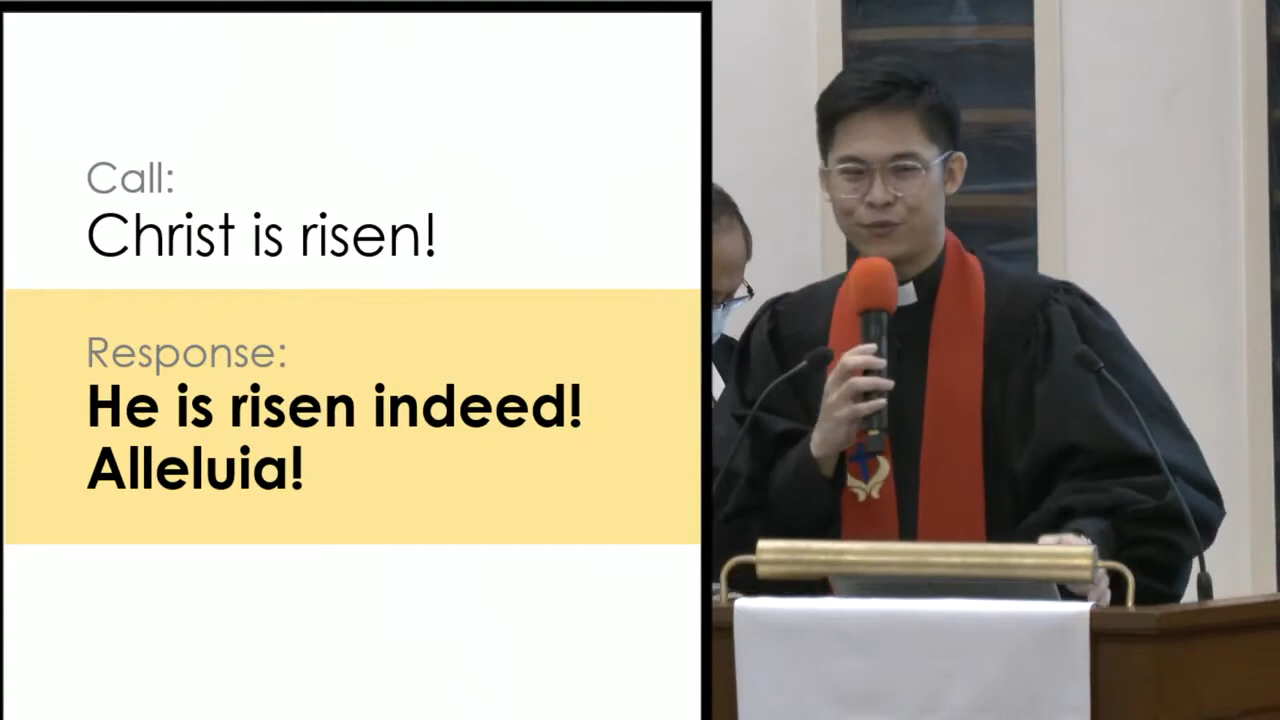 Call:
Christ is risen!
Response:
He is risen indeed!
Alleluia!